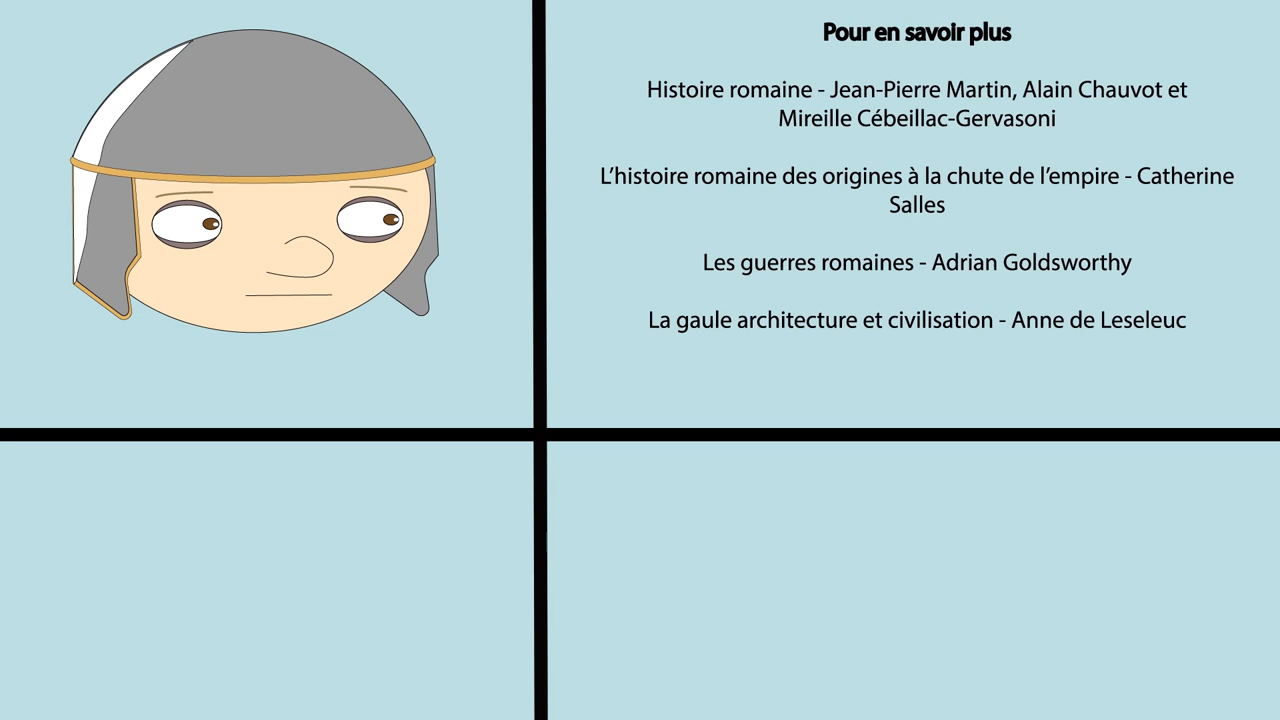 Pour en savoir plus
Histoire romaine - Jean-Pierre Martin, Alain Chauvot et
Mireille Cébeillac-Gervasoni
L’histoire romaine des origines à la chute de l’empire - Catherine
Salles
Les guerres romaines - Adrian Goldsworthy
La gaule architecture et civilisation - Anne de Leseleuc